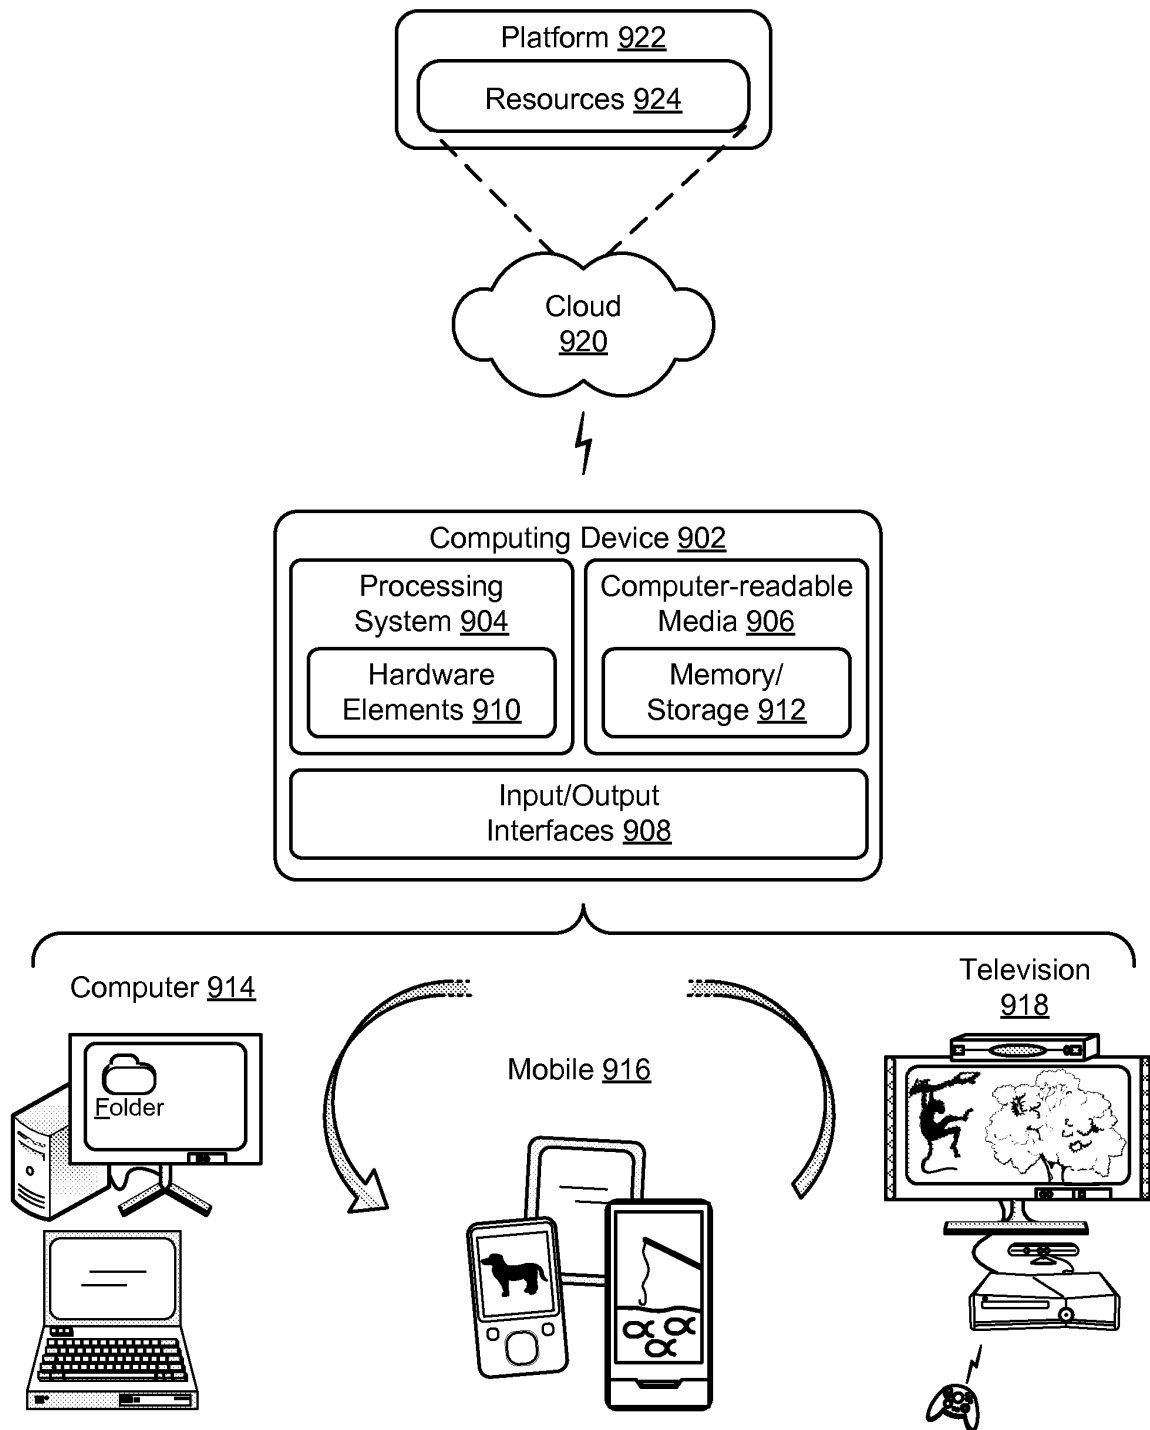 Platform 922
Resources 924
Cloud
920
Computing Device 902
Processing
System 904
Hardware
Elements 910
Computer-readable
Media 906
Memory/
Storage 912
Input/Output
Interfaces 908
Computer 914
Folder
Mobile 916
Television
918